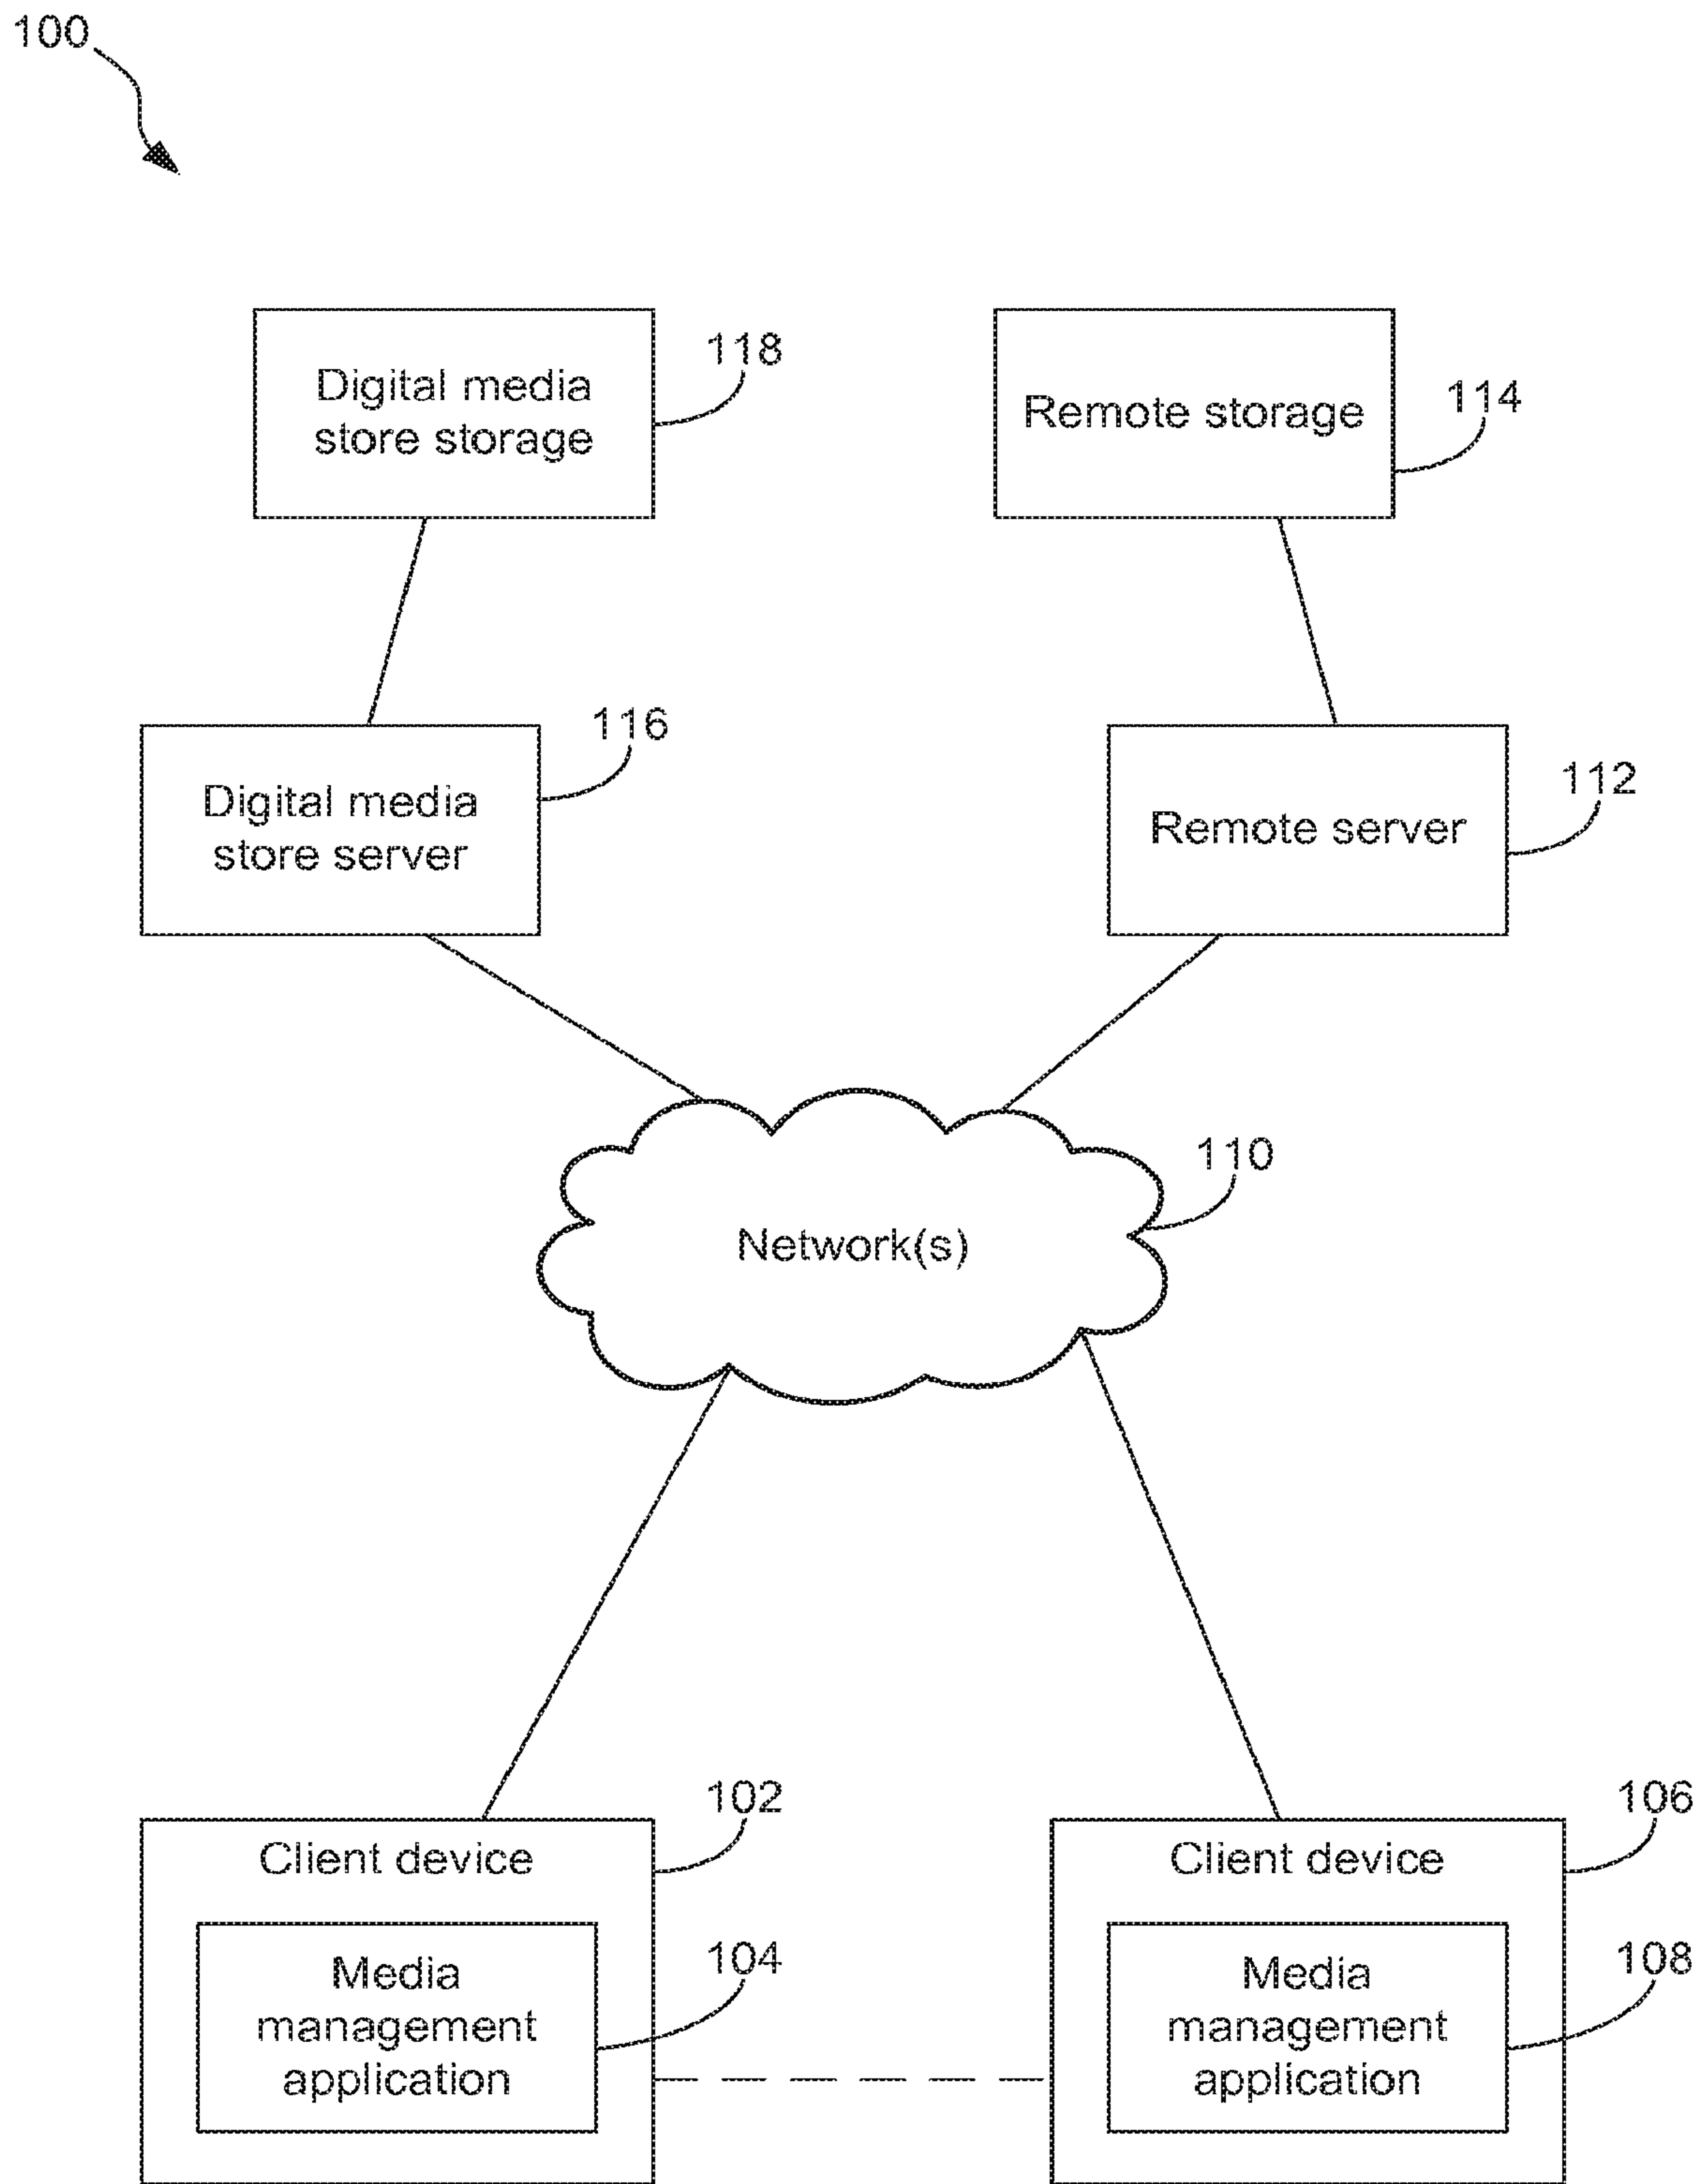 100
Digital media
store storage
118
Remote storage
114
Digital media
store server
116
Remote server
112
Network(s)
110
Client device
102
Media
management
application
104
Client device
106
Media
management
application
108